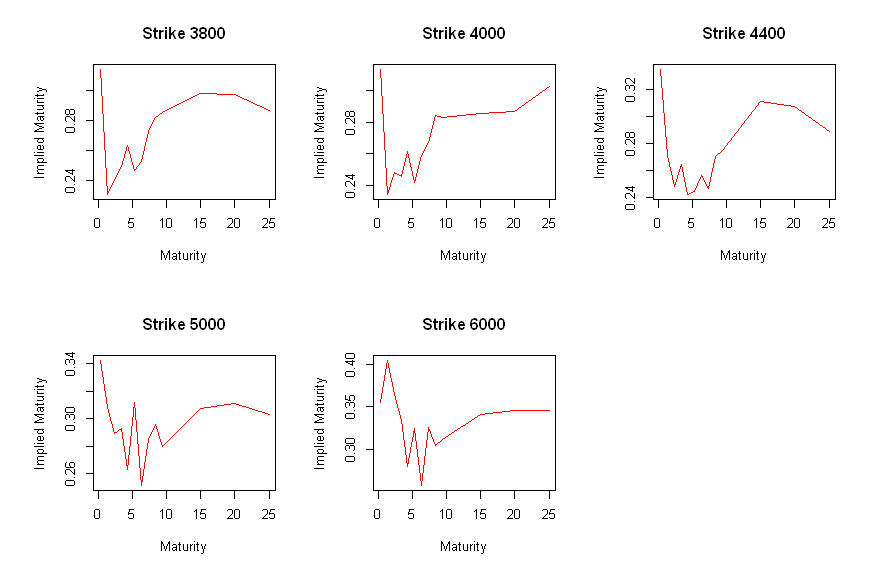 Strike 3800
Implied Maturity
0.24 0.28
0 5 10 15 20 25
Maturity
Strike 4000
Implied Maturity
0.24 0.28
0 5 10 15 20 25
Maturity
Strike 4400
Implied Maturity
0.24 0.28 0.32
0 5 10 15 20 25
Maturity
Strike 5000
Implied Maturity
0.26 0.30 0.34
0 5 10 15 20 25
Maturity
Strike 6000
Implied Maturity
0.30 0.35 0.40
0 5 10 15 20 25
Maturity